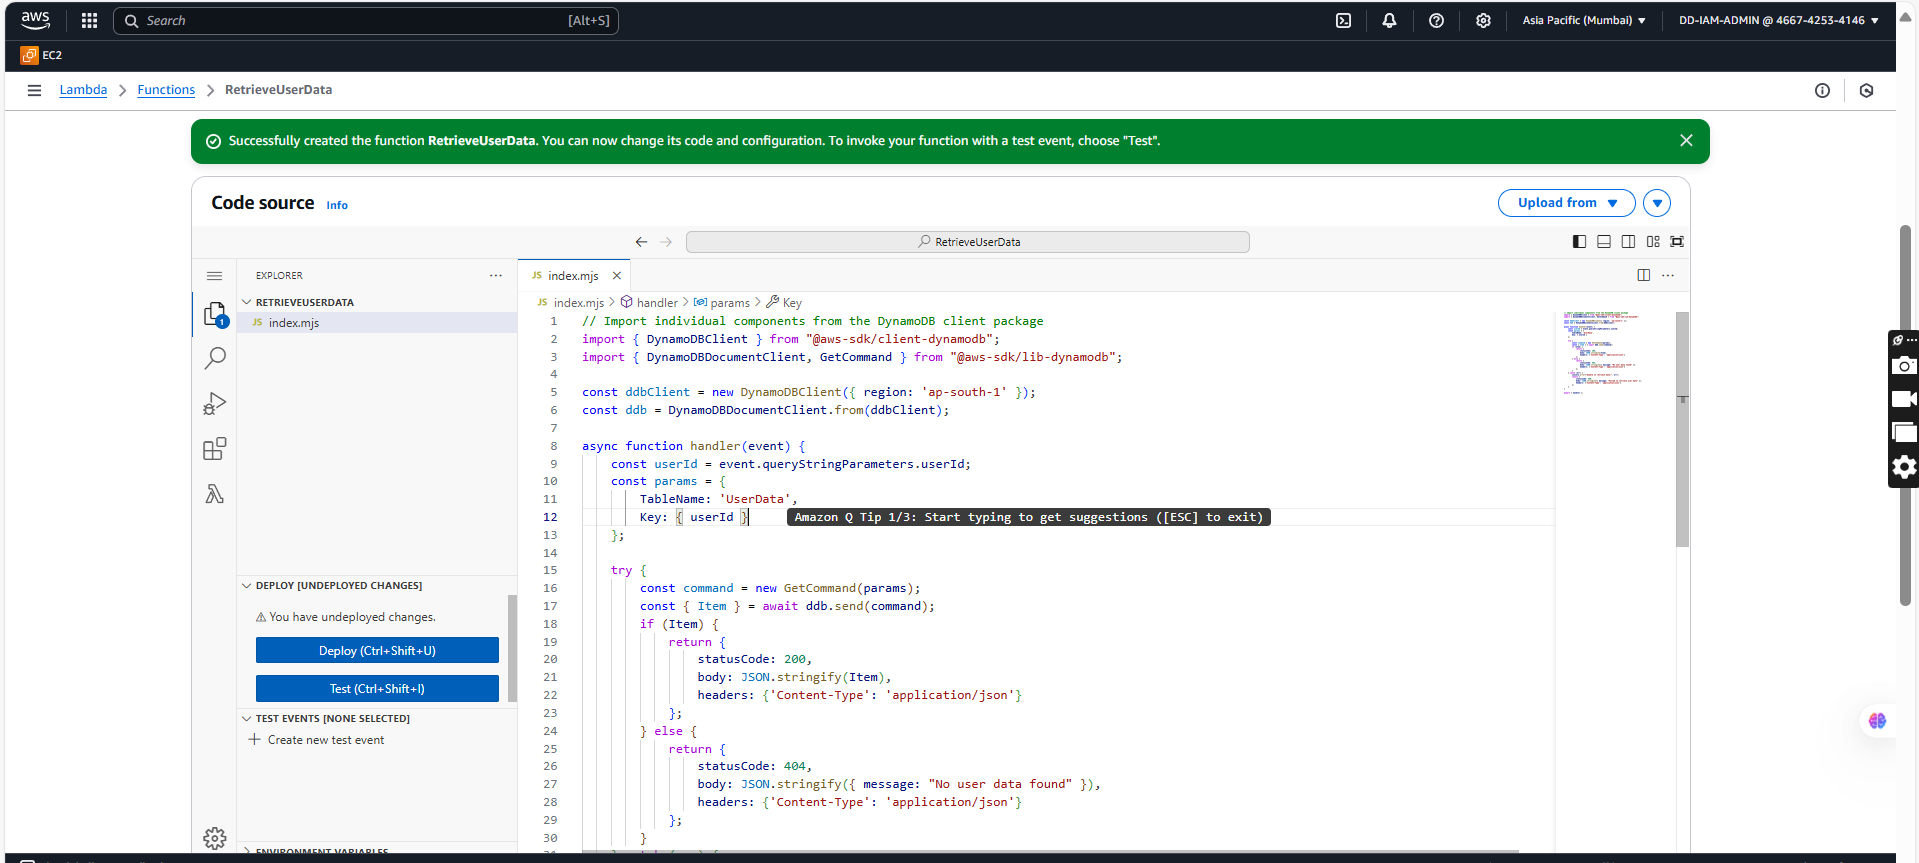 aws
Search
[Alt+S]
Asia Pacific (Mumbai)
DD-IAM-ADMIN @ 4667-4253-4146
EC2
Lambda
Functions
RetrieveUserData
Successfully created the function RetrieveUserData. You can now change its code and configuration. To invoke your function with a test event, choose "Test".
Code source
Info
Upload from
RetrieveUserData
EXPLORER
RETRIEVEUSERDATA
JS index.mjs
1
DEPLOY [UNDEPLOYED CHANGES]
You have undeployed changes.
Deploy (Ctrl+Shift+U)
Test (Ctrl+Shift+I)
TEST EVENTS [NONE SELECTED]
Create new test event
ENVIRONMENT VARIABLES
JS index.mjs
JS index.mjs > handler > params > Key
1 // Import individual components from the DynamoDB client package
2 import { DynamoDBClient } from "@aws-sdk/client-dynamodb";
3 import { DynamoDBDocumentClient, GetCommand } from "@aws-sdk/lib-dynamodb";
4
5 const ddbClient = new DynamoDBClient({ region: 'ap-south-1' });
6 const ddb = DynamoDBDocumentClient.from(ddbClient);
7
8 async function handler(event) {
9 const userId = event.queryStringParameters.userId;
10 const params = {
11 TableName: 'UserData',
12 Key: { userId } Amazon Q Tip 1/3: Start typing to get suggestions ([ESC] to exit)
13 };
14
15 try {
16 const command = new GetCommand(params);
17 const { Item } = await ddb.send(command);
18 if (Item) {
19 return {
20 statusCode: 200,
21 body: JSON.stringify(Item),
22 headers: {'Content-Type': 'application/json'}
23 };
24 } else {
25 return {
26 statusCode: 404,
27 body: JSON.stringify({ message: "No user data found" }),
28 headers: {'Content-Type': 'application/json'}
29 };
30 }